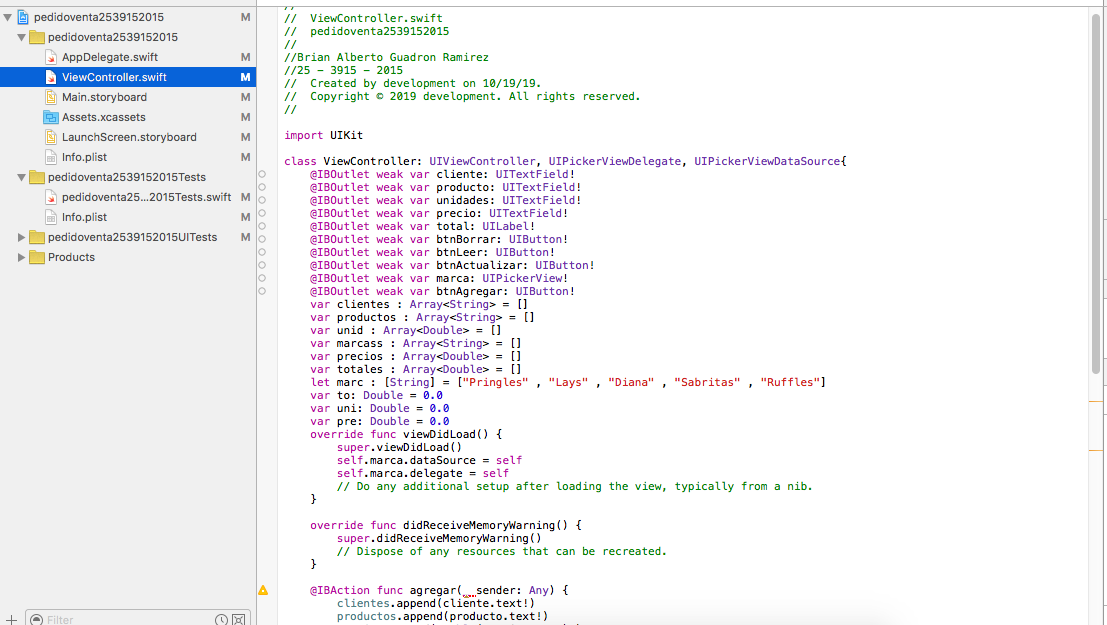 pedidoventa2539152015 M
pedidoventa2539152015
AppDelegate.swift M
ViewController.swift M
Main.storyboard M
Assets.xcassets M
LaunchScreen.storyboard M
Info.plist M
pedidoventa2539152015Tests
pedidoventa25...2015Tests.swift M
Info.plist M
pedidoventa2539152015UITests M
Products
Filter
//
//  ViewController.swift
//  pedidoventa2539152015
//
//Brian Alberto Guadron Ramirez
//25 - 3915 - 2015
//  Created by development on 10/19/19.
//  Copyright © 2019 development. All rights reserved.
//
import UIKit
class ViewController: UIViewController, UIPickerViewDelegate, UIPickerViewDataSource{
@IBOutlet weak var cliente: UITextField!
@IBOutlet weak var producto: UITextField!
@IBOutlet weak var unidades: UITextField!
@IBOutlet weak var precio: UITextField!
@IBOutlet weak var total: UILabel!
@IBOutlet weak var btnBorrar: UIButton!
@IBOutlet weak var btnLeer: UIButton!
@IBOutlet weak var btnActualizar: UIButton!
@IBOutlet weak var marca: UIPickerView!
@IBOutlet weak var btnAgregar: UIButton!
var clientes : Array<String> = []
var productos : Array<String> = []
var unid : Array<Double> = []
var marcass : Array<String> = []
var precios : Array<Double> = []
var totales : Array<Double> = []
let marc : [String] = ["Pringles" , "Lays" , "Diana" , "Sabritas" , "Ruffles"]
var to: Double = 0.0
var uni: Double = 0.0
var pre: Double = 0.0
override func viewDidLoad() {
super.viewDidLoad()
self.marca.dataSource = self
self.marca.delegate = self
// Do any additional setup after loading the view, typically from a nib.
}
override func didReceiveMemoryWarning() {
super.didReceiveMemoryWarning()
// Dispose of any resources that can be recreated.
}
@IBAction func agregar(_ sender: Any) {
clientes.append(cliente.text!)
productos.append(producto.text!)